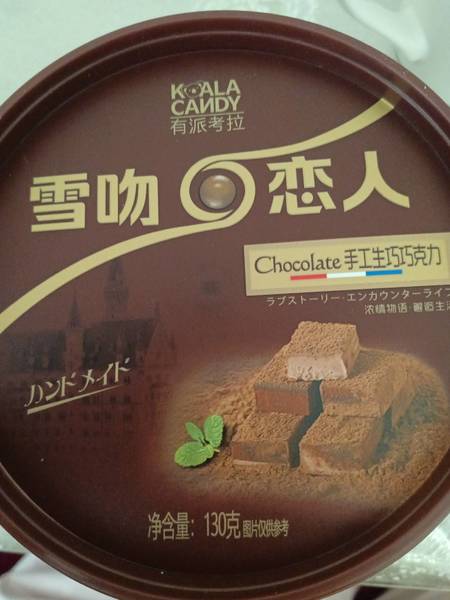 KOALA
CANDY
有派考拉
雪吻 恋人
Chocolate 手工生巧巧克力
ラブストーリー・エンカウンターライフ
浓情物语·邂逅生活
ハンドメイド
净含量：130克 图片仅供参考